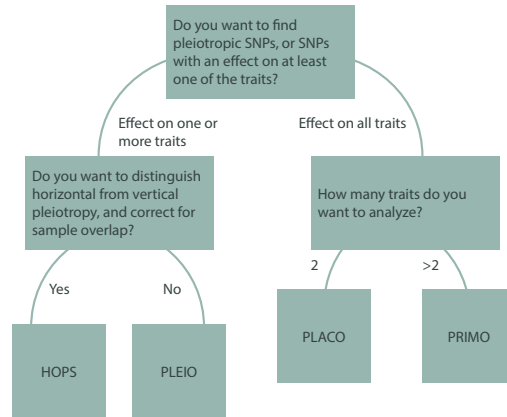 Do you want to find
pleiotropic SNPs, or SNPs
with an effect on at least
one of the traits?
Effect on one or
more traits
Effect on all traits
Do you want to distinguish
horizontal from vertical
pleiotropy, and correct for
sample overlap?
How many traits do you
want to analyze?
Yes
No
2
>2
HOPS
PLEIO
PLACO
PRIMO